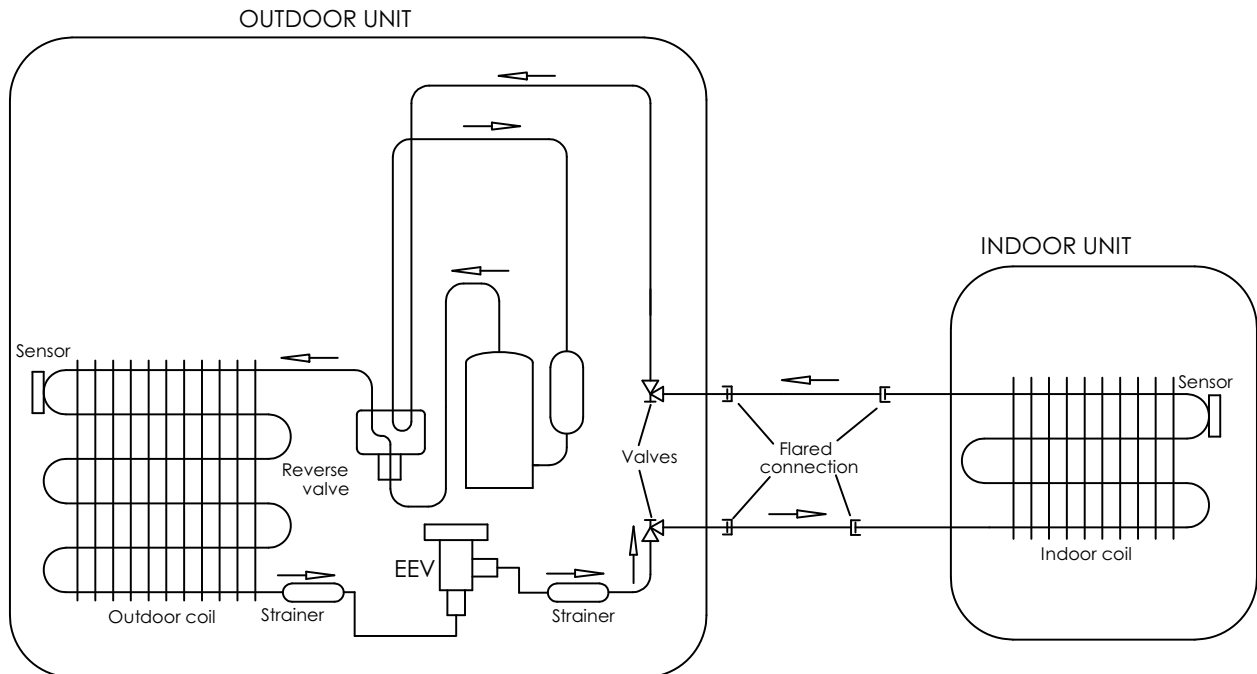 OUTDOOR UNIT
INDOOR UNIT
Sensor
Sensor
Reverse
valve
Valves
Flared
connection
EEV
Indoor coil
Outdoor coil
Strainer
Strainer